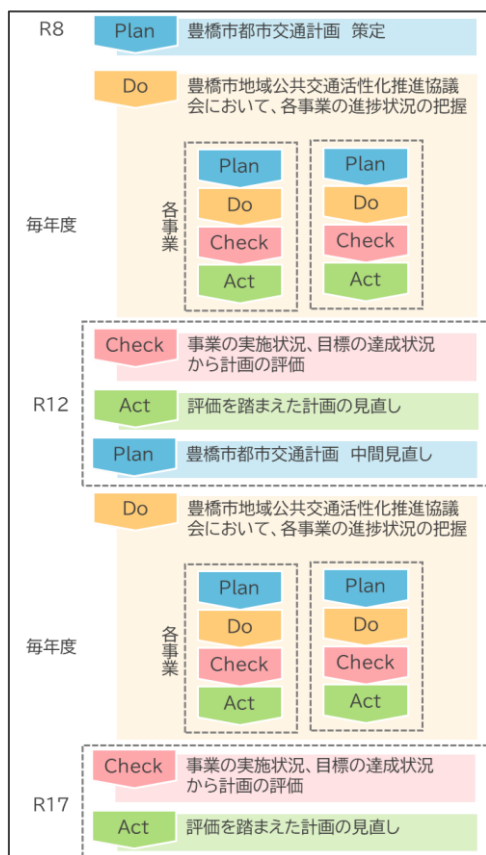 R8
Plan
豊橋市都市交通計画 策定
Do
豊橋市地域公共交通活性化推進協議
会において、各事業の進捗状況の把握
毎年度
各事業
Plan
Do
Check
Act
Plan
Do
Check
Act
R12
Check
事業の実施状況、目標の達成状況
から計画の評価
Act
評価を踏まえた計画の見直し
Plan
豊橋市都市交通計画 中間見直し
Do
豊橋市地域公共交通活性化推進協議
会において、各事業の進捗状況の把握
毎年度
各事業
Plan
Do
Check
Act
Plan
Do
Check
Act
R17
Check
事業の実施状況、目標の達成状況
から計画の評価
Act
評価を踏まえた計画の見直し